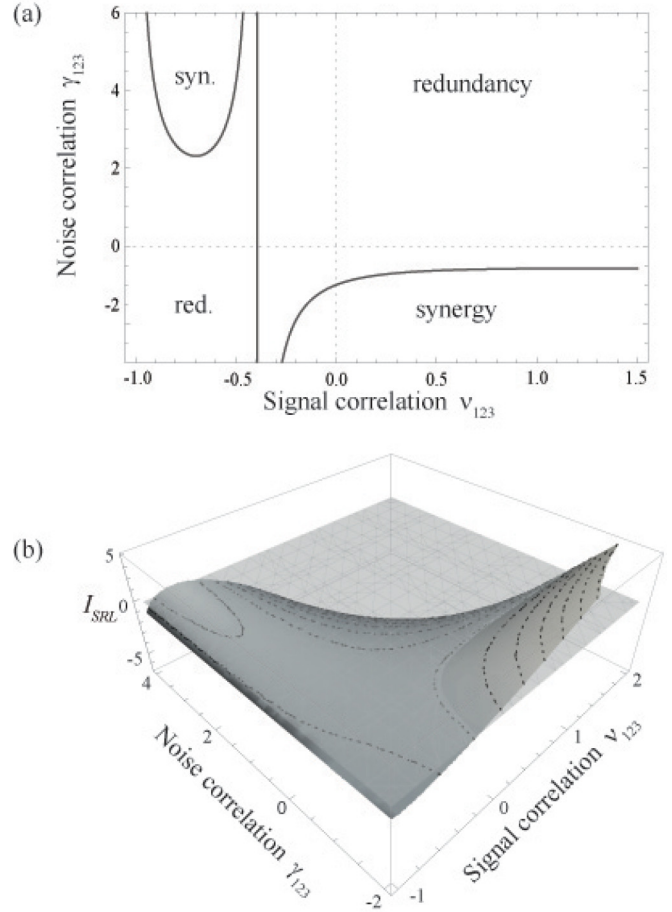 (a)
6
4
2
0
-2
Noise correlation γ123
syn.
redundancy
red.
synergy
-1.0 -0.5 0.0 0.5 1.0 1.5
Signal correlation ν123
(b)
5
ISRL 0
-5
4
2
0
-2
Noise correlation γ123
2
1
0
-1
Signal correlation ν123